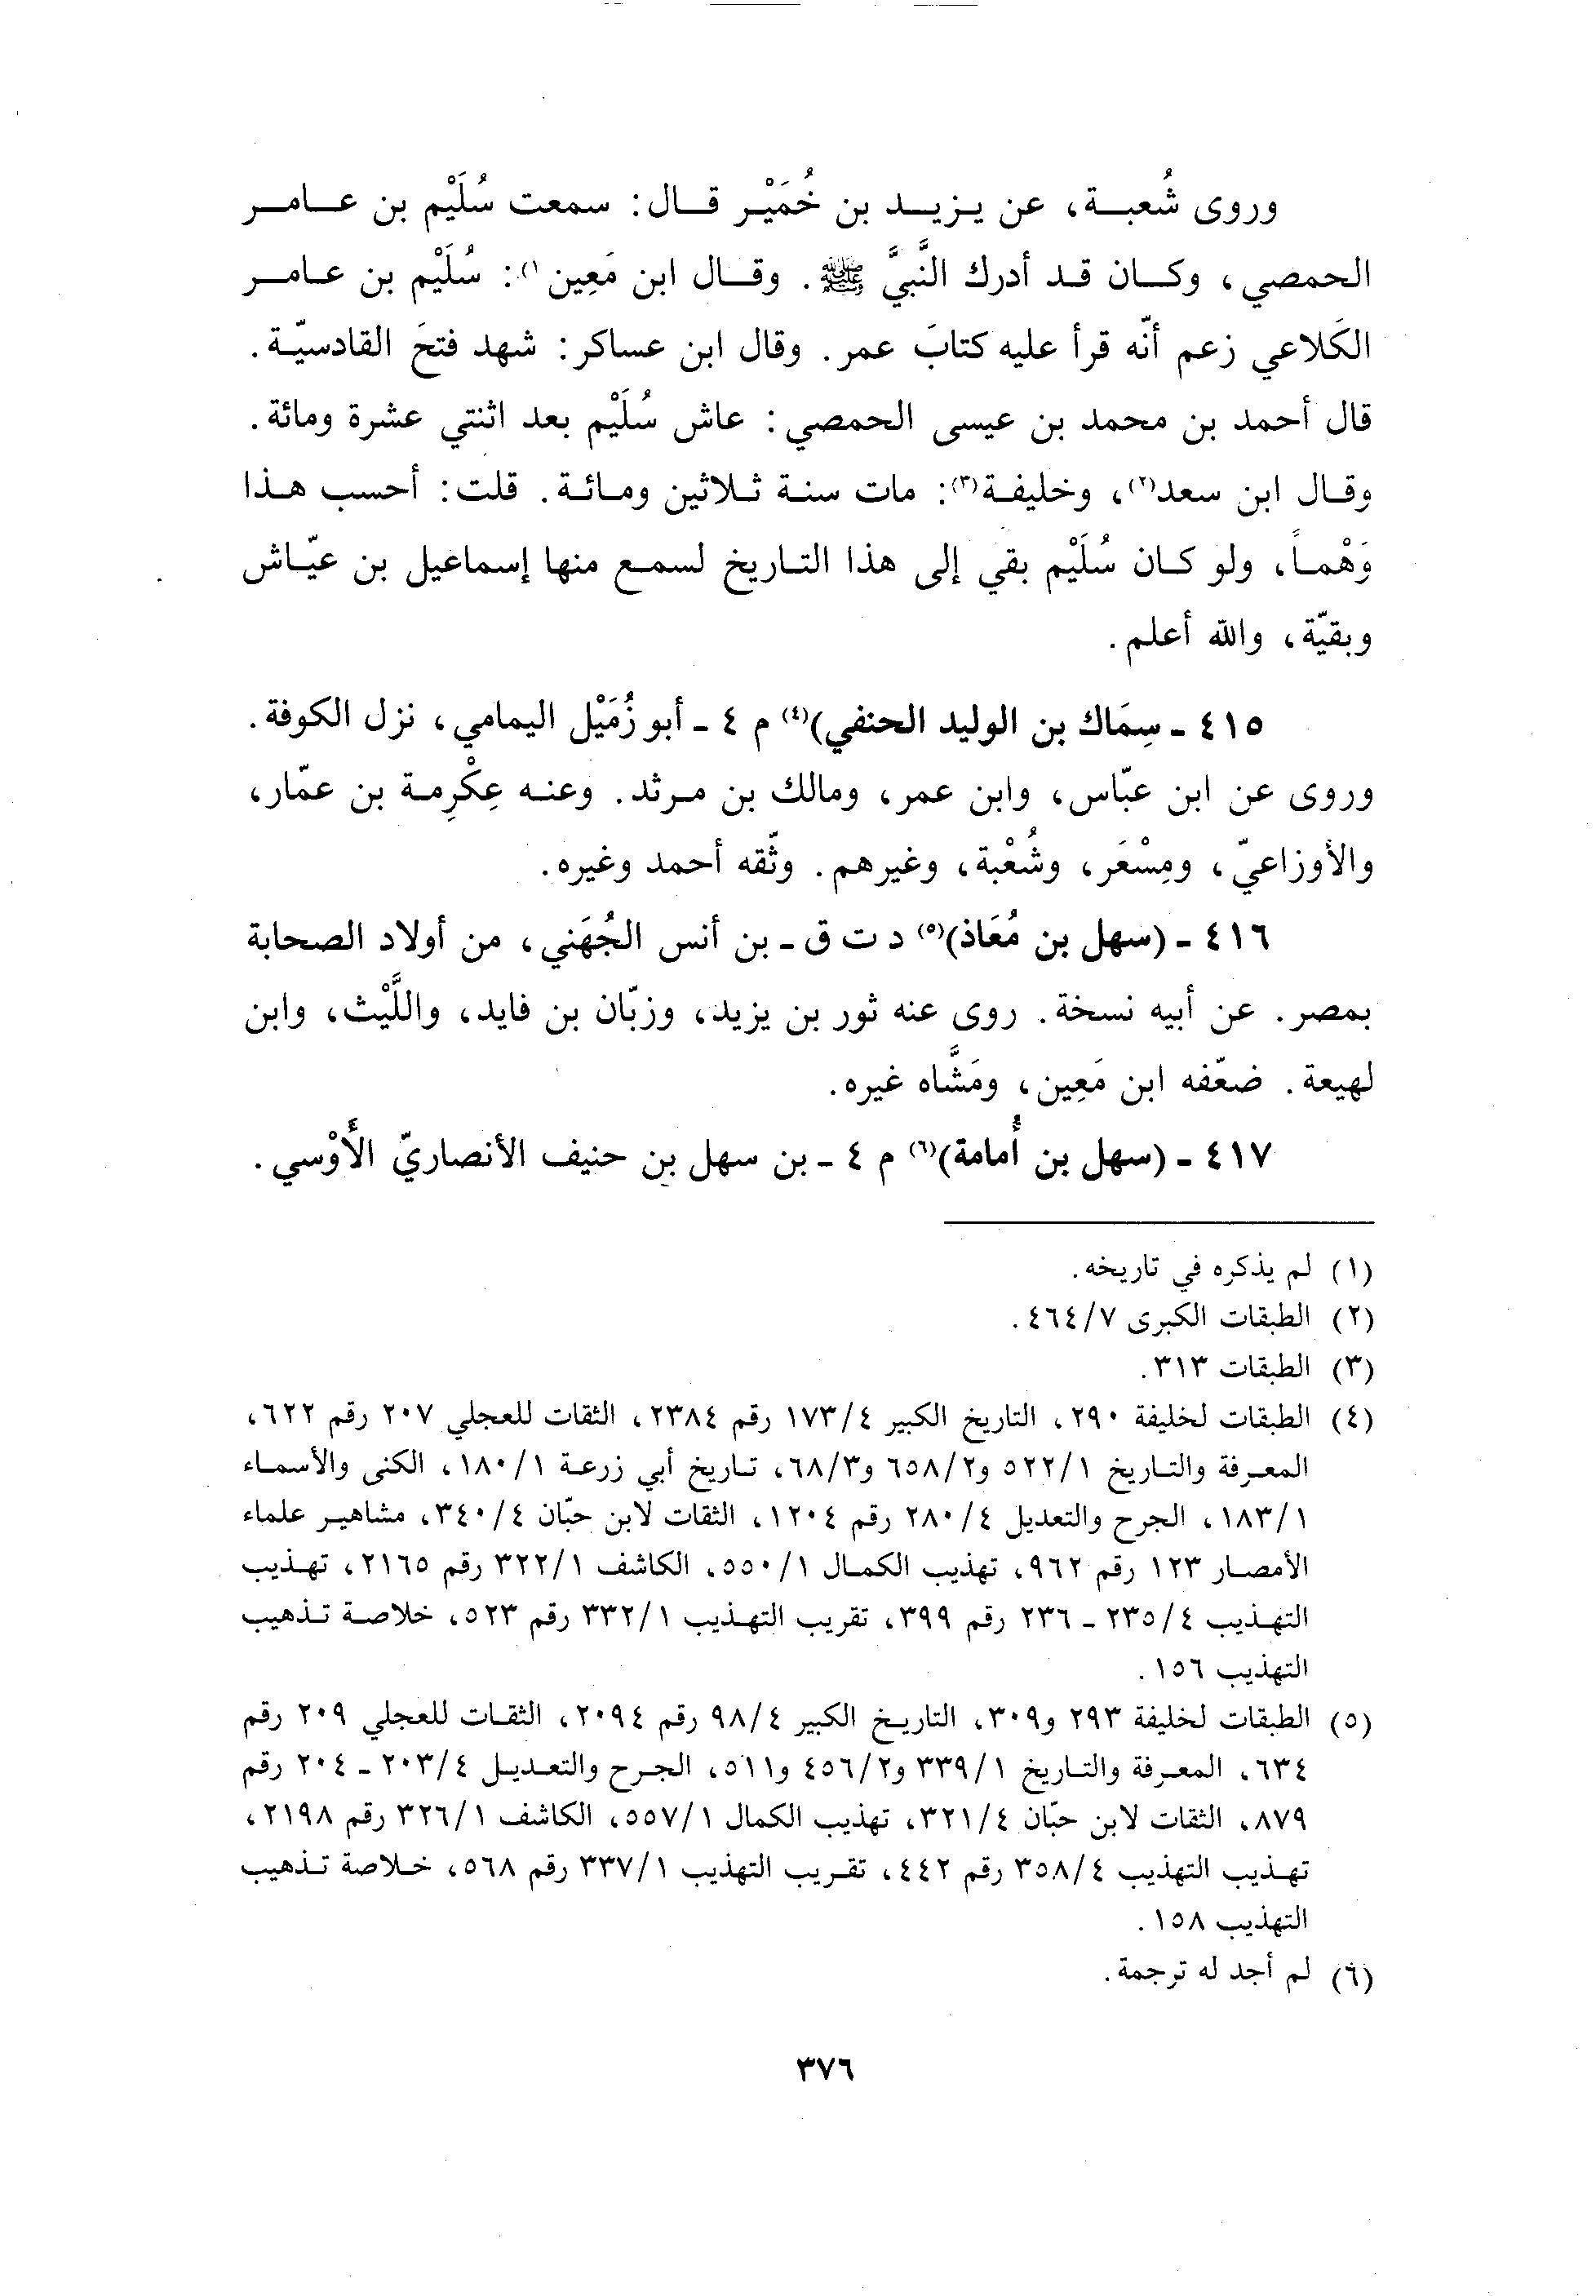 وروى شُعبة، عن يزيد بن خُمَيْر قال: سمعت سُلَيْم بن عامر
الحمصي، وكان قد أدرك النَّبيَّ ﷺ. وقال ابن مَعِين(١): سُلَيْم بن عامر
الكَلاعي زعم أنّه قرأ عليه كتابَ عمر. وقال ابن عساكر: شهد فتحَ القادسيّة.
قال أحمد بن محمد بن عيسى الحمصي: عاش سُلَيْم بعد اثنتي عشرة ومائة.
وقال ابن سعد(٢)، وخليفة(٣): مات سنة ثلاثين ومائة. قلت: أحسب هذا
وَهْماً، ولو كان سُلَيْم بقي إلى هذا التاريخ لسمع منها إسماعيل بن عيّاش
وبقيّة، والله أعلم.
٤١٥ ـ سِمَاك بن الوليد الحنفي)(٤) م ٤ ـ أبو زُمَيْل اليمامي، نزل الكوفة.
وروى عن ابن عبّاس، وابن عمر، ومالك بن مرثد. وعنه عِكْرِمة بن عمّار،
والأوزاعيّ، ومِسْعَر، وشُعْبة، وغيرهم. وثّقه أحمد وغيره.
٤١٦ ـ (سهل بن مُعَاذ)(٥) د ت ق ـ بن أنس الجُهَني، من أولاد الصحابة
بمصر. عن أبيه نسخة. روى عنه ثور بن يزيد، وزبّان بن فايد، واللَّيْث، وابن
لهيعة. ضعّفه ابن مَعِين، ومَشَّاه غيره.
٤١٧ ـ (سهل بن أُمامة)(٦) م ٤ ـ بن سهل بن حنيف الأنصاريّ الأَوْسي.
(١) لم يذكره في تاريخه.
(٢) الطبقات الكبرى ٤٦٤/٧.
(٣) الطبقات ٣١٣.
(٤) الطبقات لخليفة ٢٩٠، التاريخ الكبير ١٧٣/٤ رقم ٢٣٨٤، الثقات للعجلي ٢٠٧ رقم ٦٢٢،
المعرفة والتاريخ ٥٢٢/١ و٦٥٨/٢ و٦٨/٣، تاريخ أبي زرعة ١٨٠/١، الكنى والأسماء
١٨٣/١، الجرح والتعديل ٢٨٠/٤ رقم ١٢٠٤، الثقات لابن حبّان ٣٤٠/٤، مشاهير علماء
الأمصار ١٢٣ رقم ٩٦٢، تهذيب الكمال ٥٥٠/١، الكاشف ٣٢٢/١ رقم ٢١٦٥، تهذيب
التهذيب ٢٣٥/٤ ـ ٢٣٦ رقم ٣٩٩، تقريب التهذيب ٣٣٢/١ رقم ٥٢٣، خلاصة تذهيب
التهذيب ١٥٦.
(٥) الطبقات لخليفة ٢٩٣ و٣٠٩، التاريخ الكبير ٩٨/٤ رقم ٢٠٩٤، الثقات للعجلي ٢٠٩ رقم
٦٣٤، المعرفة والتاريخ ٣٣٩/١ و٤٥٦/٢ و٥١١، الجرح والتعديل ٢٠٣/٤ ـ ٢٠٤ رقم
٨٧٩، الثقات لابن حبّان ٣٢١/٤، تهذيب الكمال ٥٥٧/١، الكاشف ٣٢٦/١ رقم ٢١٩٨،
تهذيب التهذيب ٣٥٨/٤ رقم ٤٤٢، تقريب التهذيب ٣٣٧/١ رقم ٥٦٨، خلاصة تذهيب
التهذيب ١٥٨.
(٦) لم أجد له ترجمة.
٣٧٦